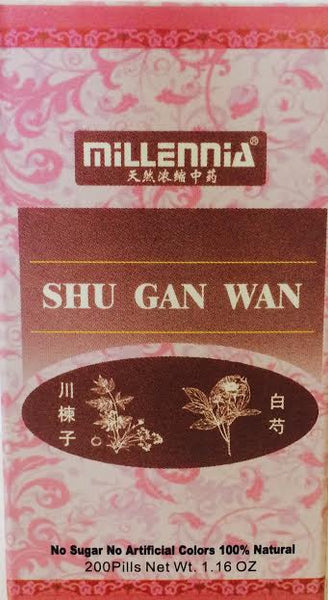 MILLENNIA®
天然浓缩中药
SHU GAN WAN
川楝子
白芍
No Sugar No Artificial Colors 100% Natural
200Pills Net Wt. 1.16 OZ